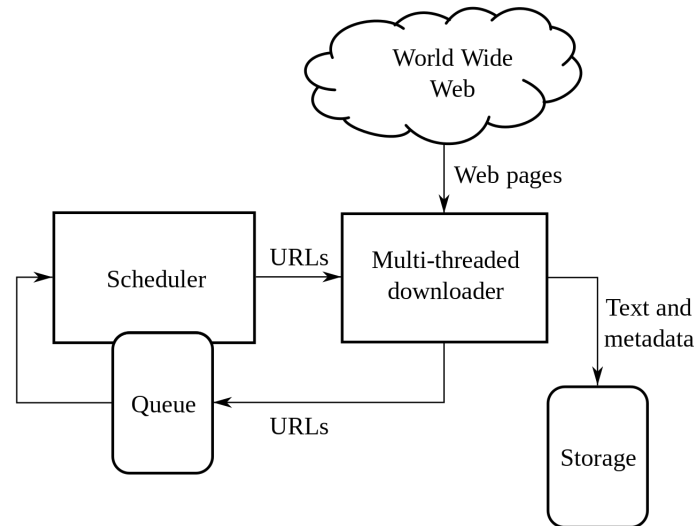 World Wide
Web
Web pages
URLs
Scheduler
Multi-threaded
downloader
Text and
metadata
Queue
URLs
Storage